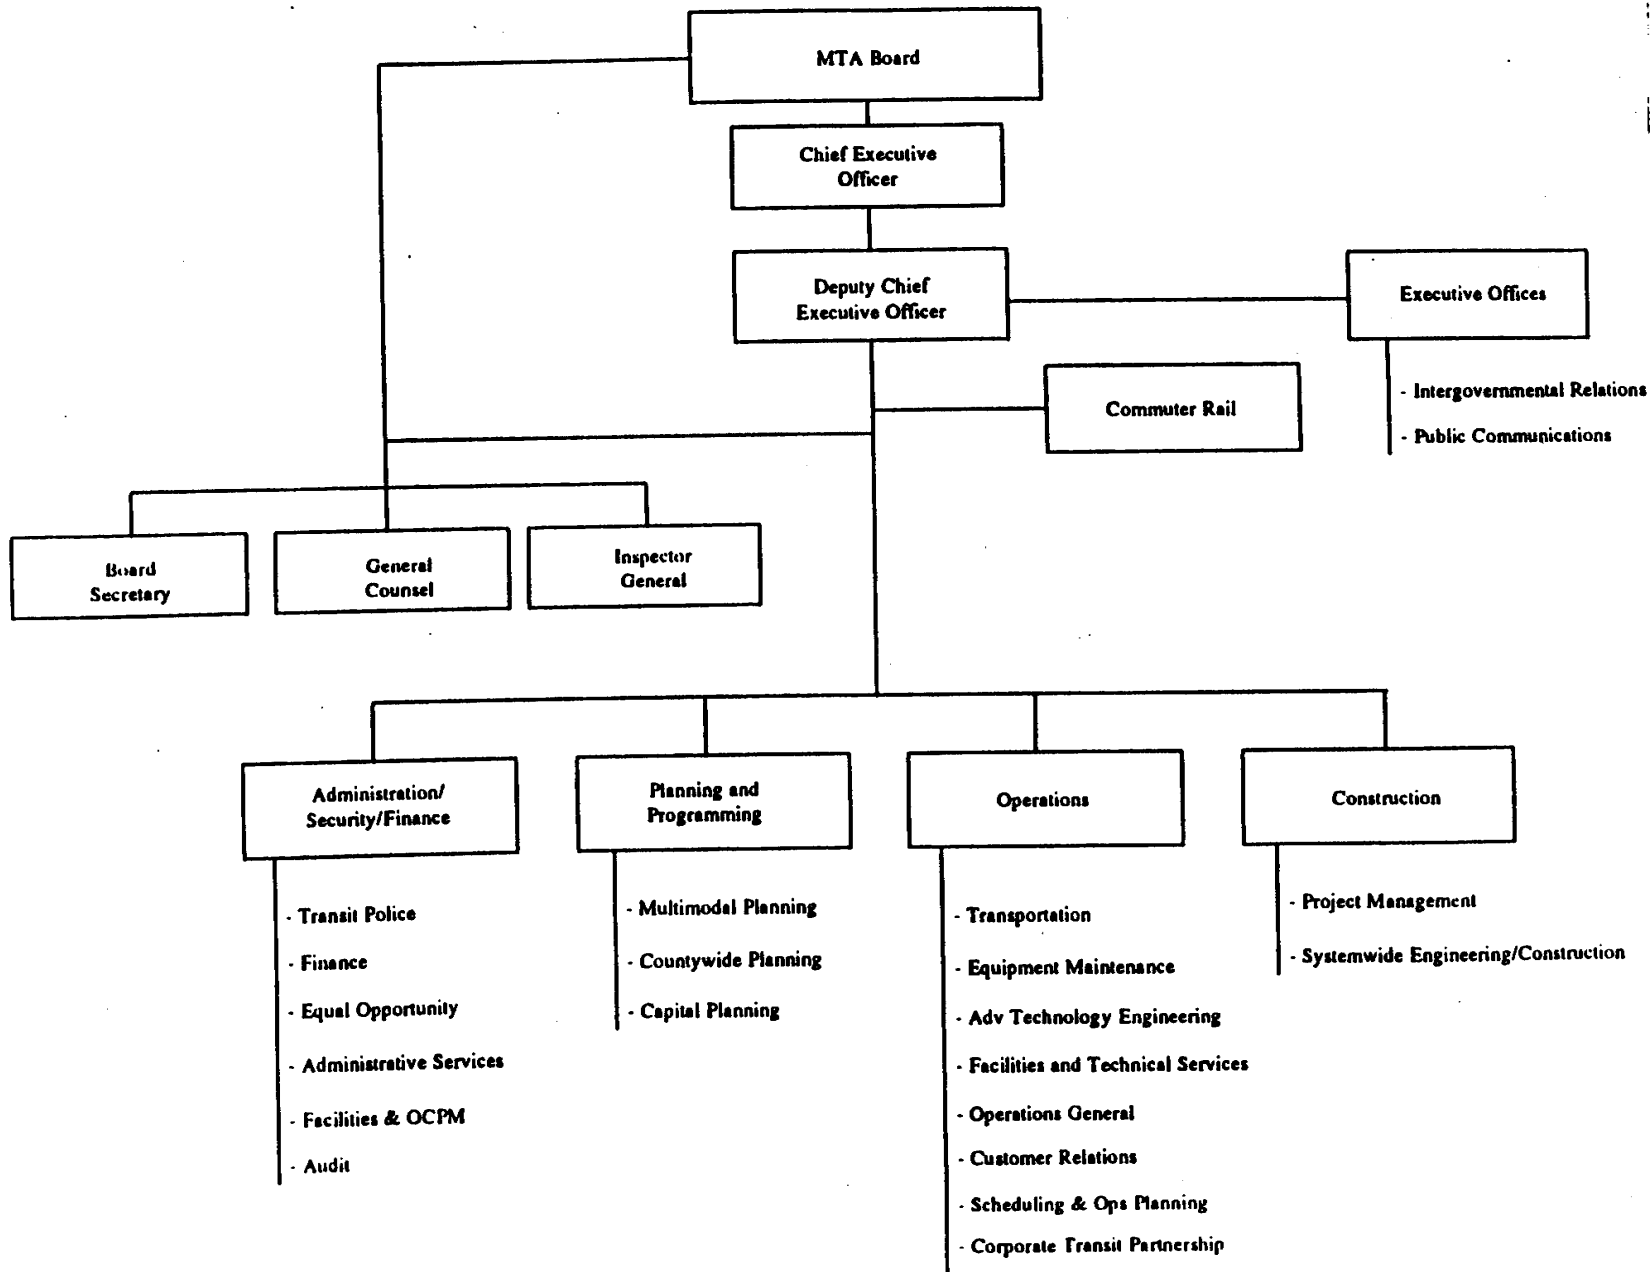 MTA Board
Chief Executive
Officer
Deputy Chief
Executive Officer
Executive Offices
- Intergovernmental Relations
- Public Communications
Commuter Rail
Board
Secretary
General
Counsel
Inspector
General
Administration/
Security/Finance
- Transit Police
- Finance
- Equal Opportunity
- Administrative Services
- Facilities & OCPM
- Audit
Planning and
Programming
- Multimodal Planning
- Countywide Planning
- Capital Planning
Operations
- Transportation
- Equipment Maintenance
- Adv Technology Engineering
- Facilities and Technical Services
- Operations General
- Customer Relations
- Scheduling & Ops Planning
- Corporate Transit Partnership
Construction
- Project Management
- Systemwide Engineering/Construction